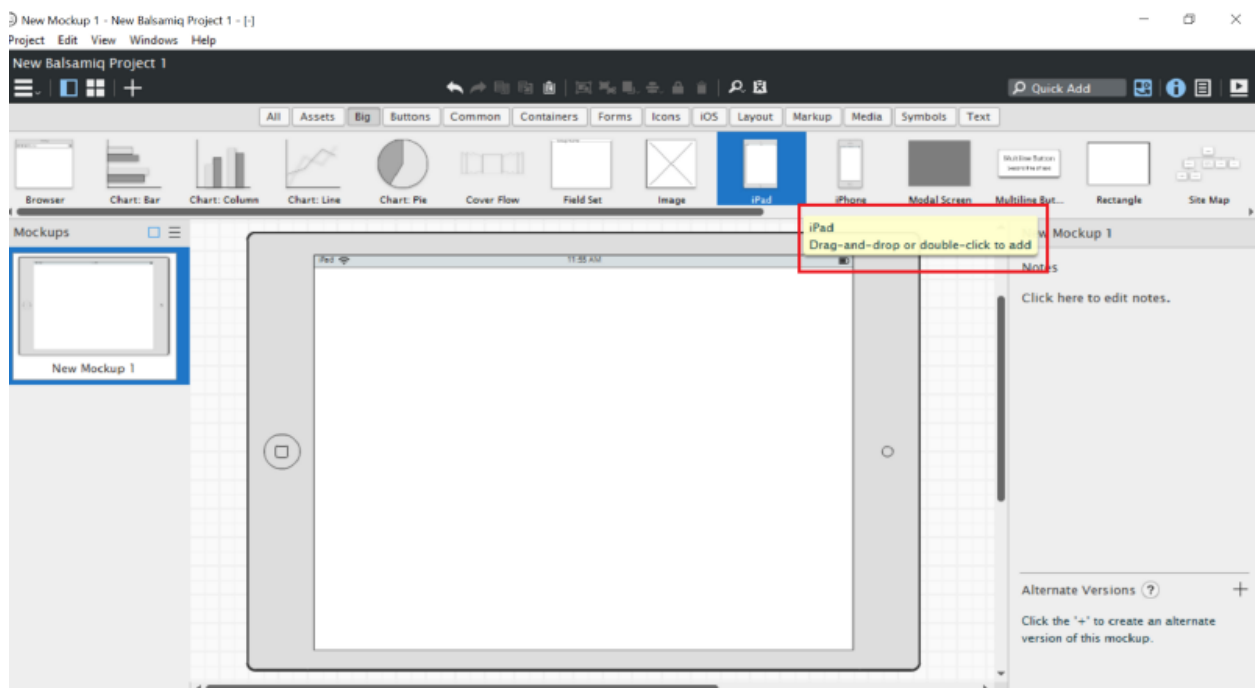 New Mockup 1 - New Balsamiq Project 1 - [-]
Project Edit View Windows Help
New Balsamiq Project 1
Quick Add
All Assets Big Buttons Common Containers Forms Icons iOS Layout Markup Media Symbols Text
Multiline Button
Browser Chart: Bar Chart: Column Chart: Line Chart: Pie Cover Flow Field Set Image iPad iPhone Modal Screen Multiline But... Rectangle Site Map
iPad
Drag-and-drop or double-click to add
Mockups
New Mockup 1
iPad 11:55 AM
w Mockup 1
Notes
Click here to edit notes.
Alternate Versions ?
Click the '+' to create an alternate
version of this mockup.